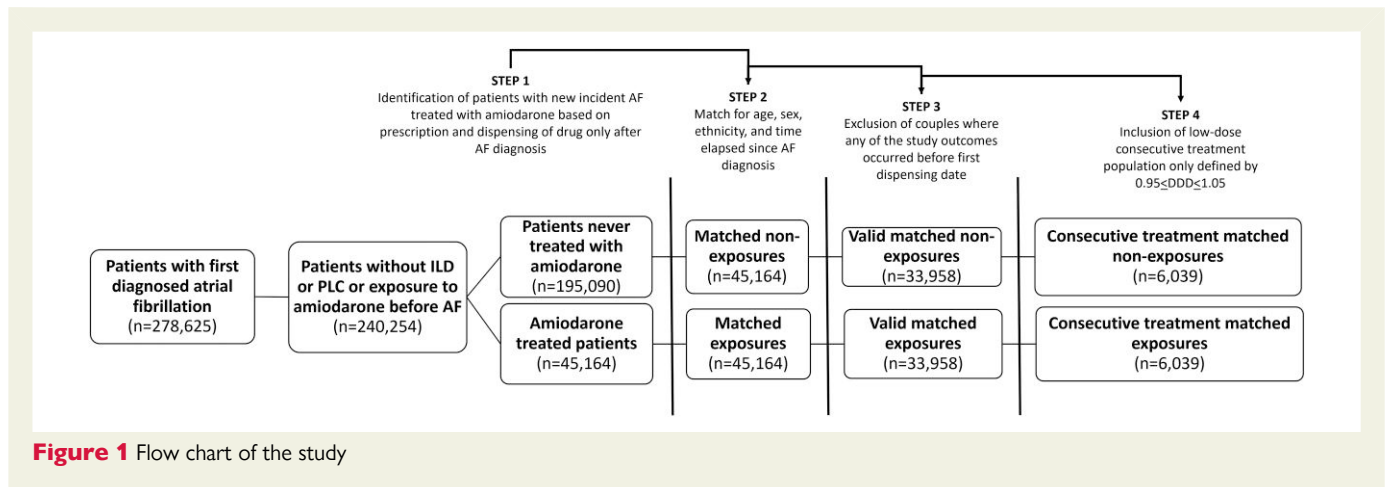 STEP 1
Identification of patients with new incident AF
treated with amiodarone based on
prescription and dispensing of drug only after
AF diagnosis
STEP 2
Match for age, sex,
ethnicity, and time
elapsed since AF
diagnosis
STEP 3
Exclusion of couples where
any of the study outcomes
occurred before first
dispensing date
STEP 4
Inclusion of low-dose
consecutive treatment
population only defined by
0.95≤DDD≤1.05
Patients with first
diagnosed atrial
fibrillation
(n=278,625)
Patients without ILD
or PLC or exposure to
amiodarone before AF
(n=240,254)
Patients never
treated with
amiodarone
(n=195,090)
Amiodarone
treated patients
(n=45,164)
Matched non-
exposures
(n=45,164)
Matched
exposures
(n=45,164)
Valid matched non-
exposures
(n=33,958)
Valid matched
exposures
(n=33,958)
Consecutive treatment matched
non-exposures
(n=6,039)
Consecutive treatment matched
exposures
(n=6,039)
Figure 1 Flow chart of the study